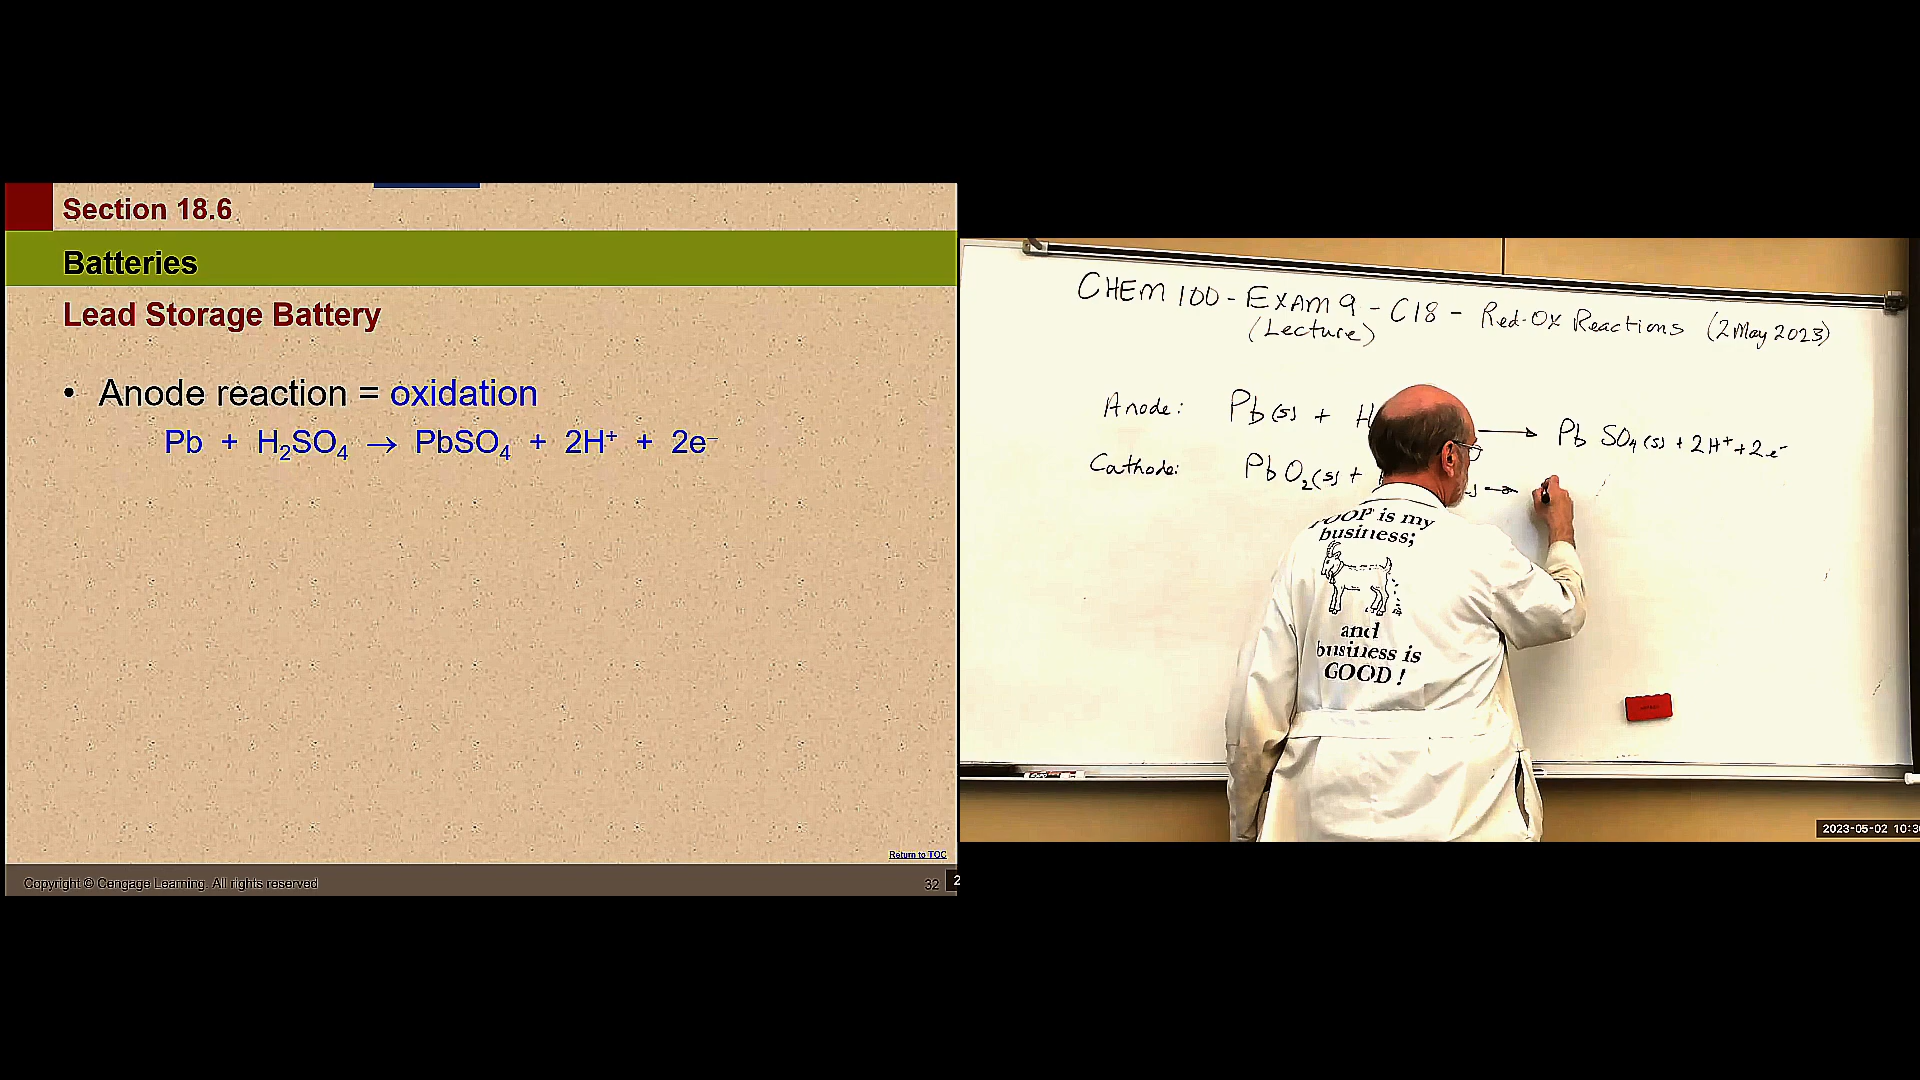 Section 18.6
Batteries
Lead Storage Battery
• Anode reaction = oxidation
Pb + H₂SO₄ → PbSO₄ + 2H⁺ + 2e⁻
Return to TOC
Copyright © Cengage Learning. All rights reserved
32
2
CHEM 100 - EXAM 9 - C18 - Red-Ox Reactions (2 May 2023)
(Lecture)
Anode: Pb(s) + H → Pb SO₄(s) + 2H⁺ + 2e⁻
Cathode: PbO₂(s) + →
is my
business;
and
business is
GOOD!
2023-05-02 10:3